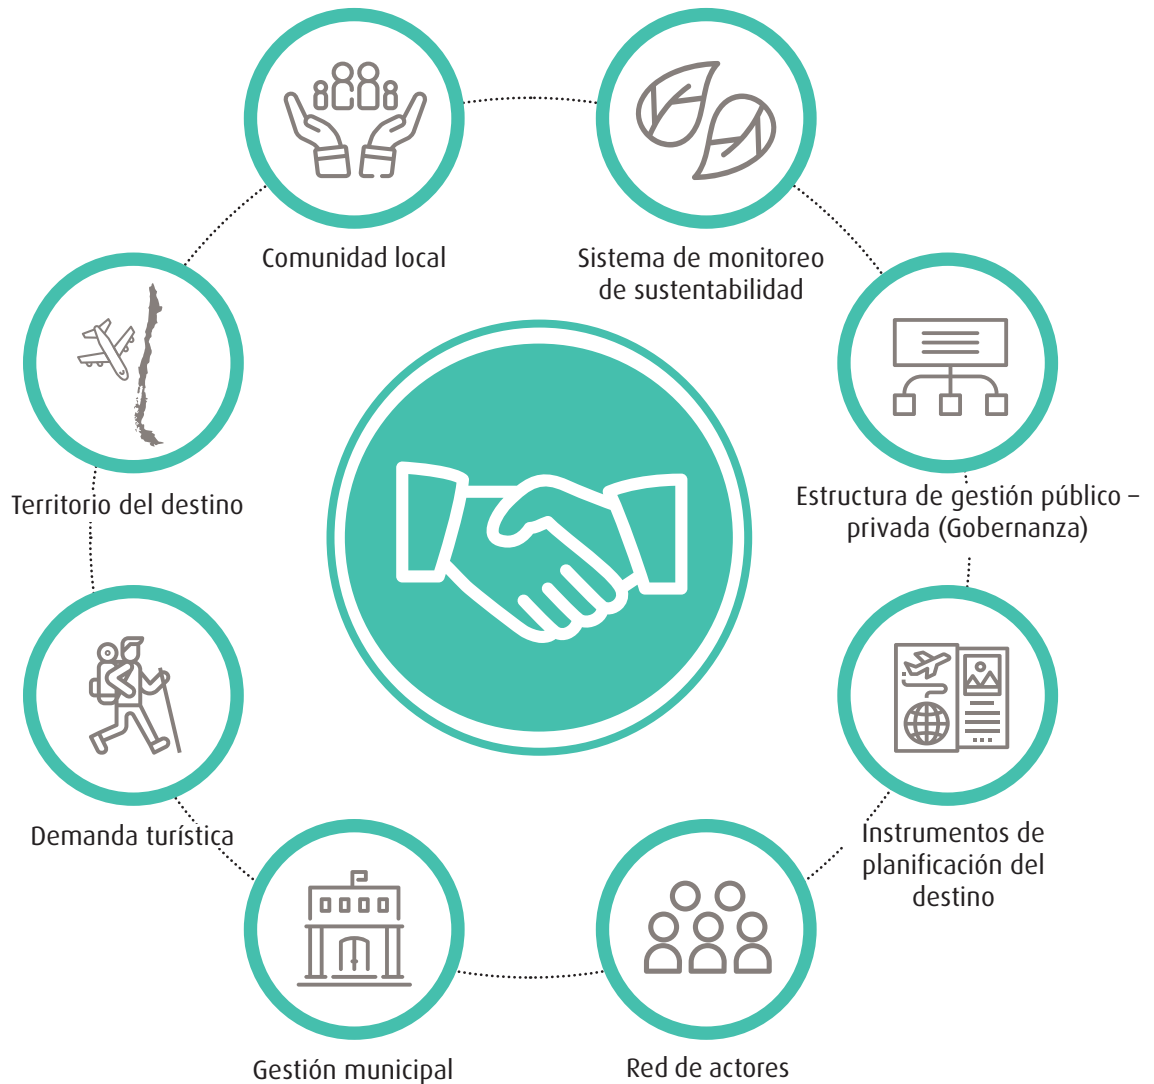 Comunidad local
Sistema de monitoreo
de sustentabilidad
Territorio del destino
Estructura de gestión público –
privada (Gobernanza)
Demanda turística
Instrumentos de
planificación del
destino
Gestión municipal
Red de actores